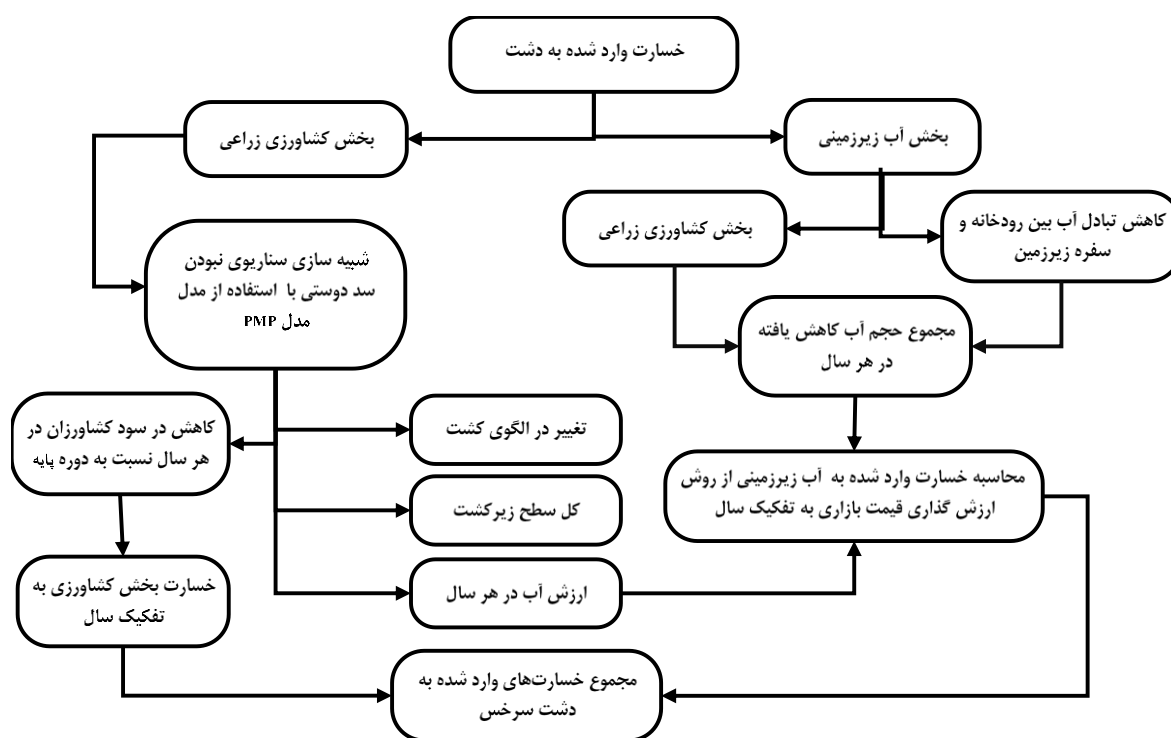 خسارت وارد شده به دشت
بخش آب زیرزمینی
بخش کشاورزی زراعی
کاهش تبادل آب بین رودخانه و
سفره زیرزمین
بخش کشاورزی زراعی
شبیه سازی سناریوی نبودن
سد دوستی با استفاده از مدل
مدل PMP
مجموع حجم آب کاهش یافته
در هر سال
تغییر در الگوی کشت
کاهش در سود کشاورزان در
هر سال نسبت به دوره پایه
محاسبه خسارت وارد شده به آب زیرزمینی از روش
ارزش گذاری قیمت بازاری به تفکیک سال
کل سطح زیرکشت
ارزش آب در هر سال
خسارت بخش کشاورزی به
تفکیک سال
مجموع خسارت‌های وارد شده به
دشت سرخس